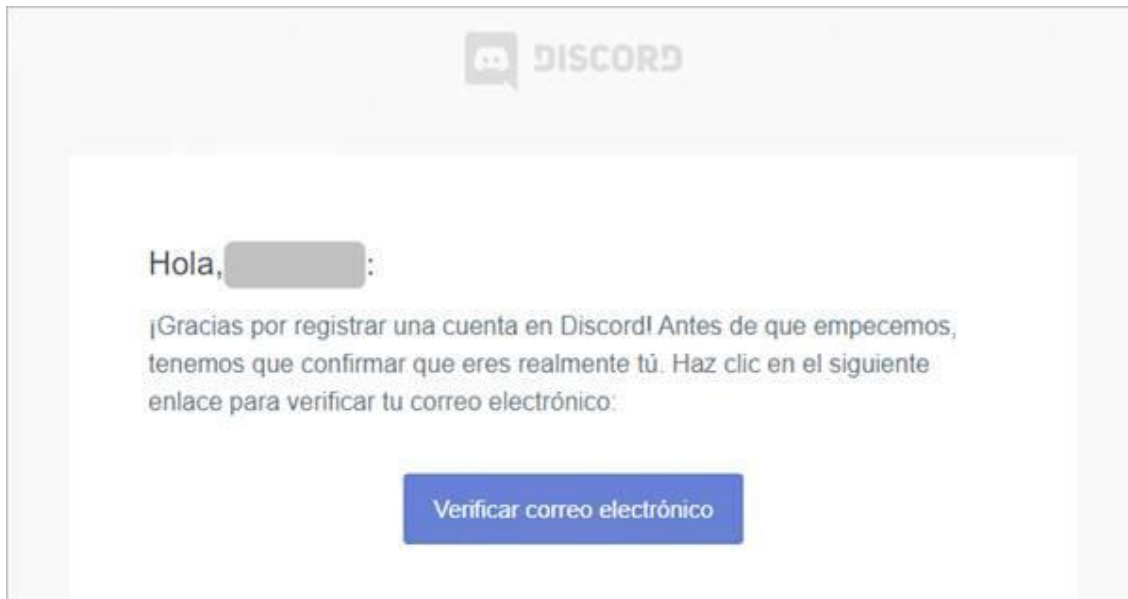 DISCORD
Hola, :
¡Gracias por registrar una cuenta en Discord! Antes de que empecemos,
tenemos que confirmar que eres realmente tú. Haz clic en el siguiente
enlace para verificar tu correo electrónico:
Verificar correo electrónico